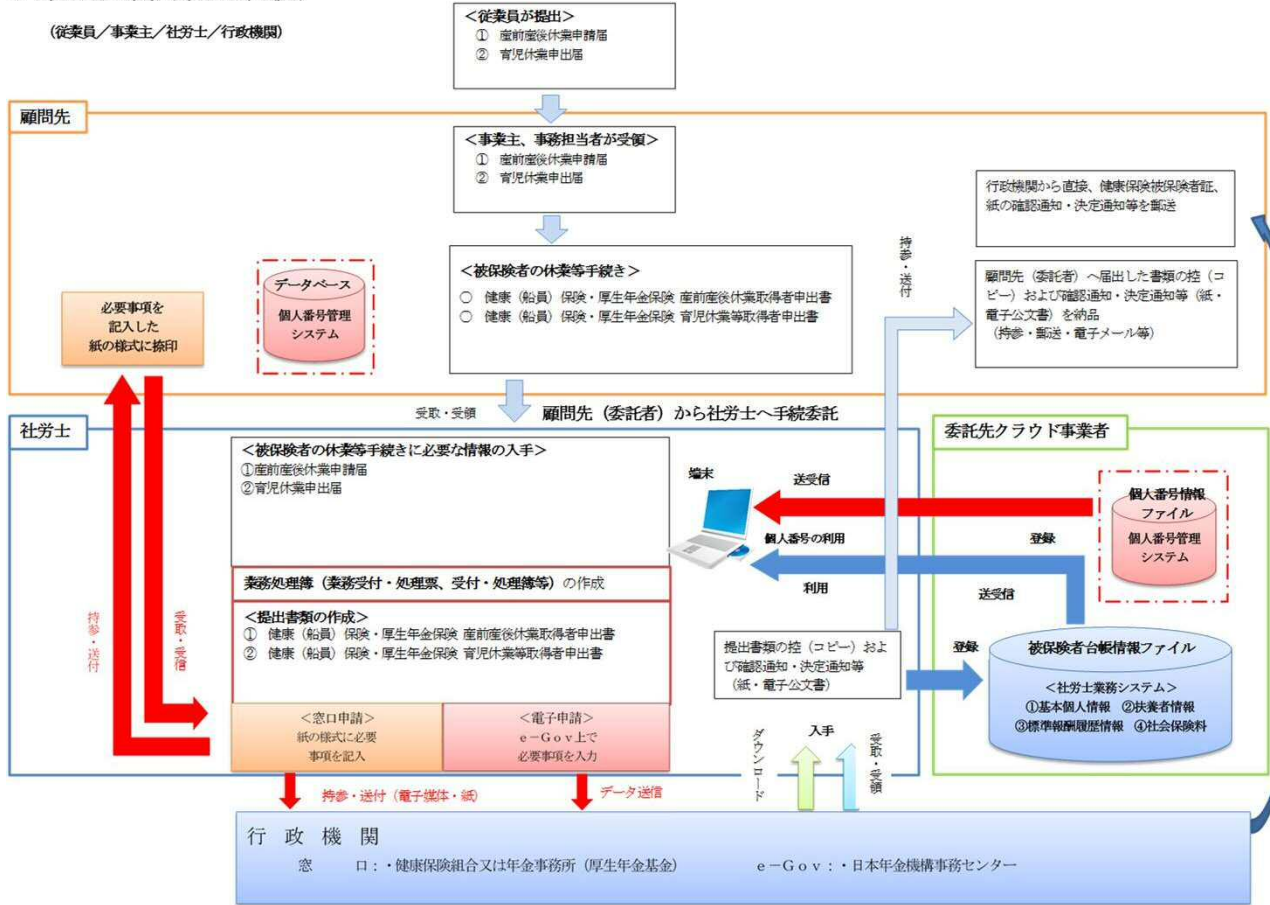 (従業員／事業主／社労士／行政機関)
＜従業員が提出＞
① 産前産後休業申請届
② 育児休業申出届
顧問先
＜事業主、事務担当者が受領＞
① 産前産後休業申請届
② 育児休業申出届
行政機関から直接、健康保険被保険者証、
紙の確認通知・決定通知等を郵送
持参・送付
＜被保険者の休業等手続き＞
○ 健康（船員）保険・厚生年金保険 産前産後休業取得者申出書
○ 健康（船員）保険・厚生年金保険 育児休業等取得者申出書
データベース
個人番号管理
システム
必要事項を
記入した
紙の様式に捺印
顧問先（委託者）へ届出した書類の控（コ
ピー）および確認通知・決定通知等（紙・
電子公文書）を納品
（持参・郵送・電子メール等）
受取・受領
顧問先（委託者）から社労士へ手続委託
社労士
＜被保険者の休業等手続きに必要な情報の入手＞
①産前産後休業申請届
②育児休業申出届
端末
送受信
個人番号の利用
登録
利用
送受信
委託先クラウド事業者
個人番号情報
ファイル
個人番号管理
システム
業務処理簿（業務受付・処理票、受付・処理簿等）の作成
＜提出書類の作成＞
① 健康（船員）保険・厚生年金保険 産前産後休業取得者申出書
② 健康（船員）保険・厚生年金保険 育児休業等取得者申出書
持参・送付
受取・受信
提出書類の控（コピー）およ
び確認通知・決定通知等
（紙・電子公文書）
登録
被保険者台帳情報ファイル
＜社労士業務システム＞
①基本個人情報 ②扶養者情報
③標準報酬履歴情報 ④社会保険料
＜窓口申請＞
紙の様式に必要
事項を記入
＜電子申請＞
ｅ－Ｇｏｖ上で
必要事項を入力
ダウンロード
入手
受取・受領
持参・送付（電子媒体・紙）
データ送信
行 政 機 関
窓 口：・健康保険組合又は年金事務所（厚生年金基金） ｅ－Ｇｏｖ：・日本年金機構事務センター